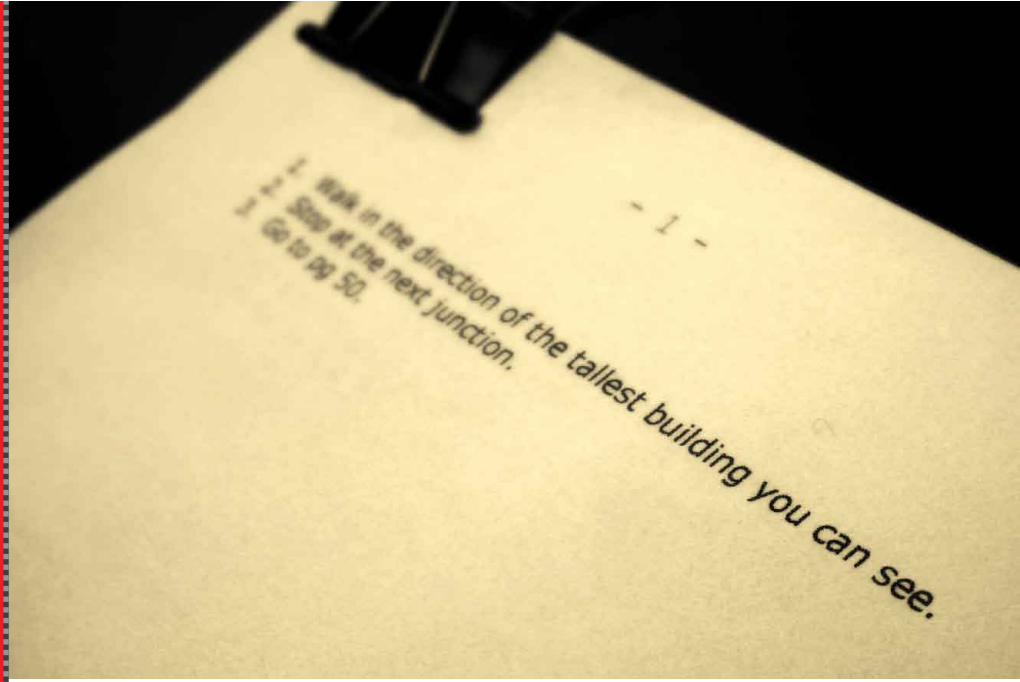 - 1 -
1. Walk in the direction of the tallest building you can see.
2. Stop at the next junction.
3. Go to pg 50.